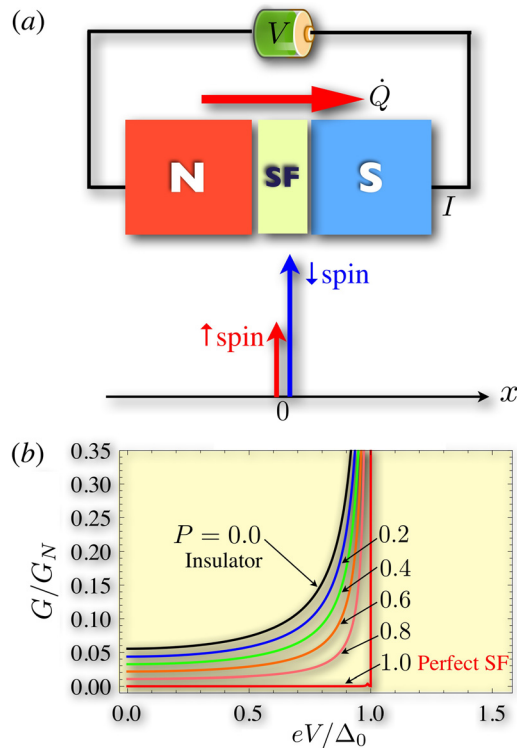 (a)
V
Q̇
N SF S
I
↓spin
↑spin
0
x
(b)
G/G_N
0.35
0.30
0.25
0.20
0.15
0.10
0.05
0.00
P = 0.0
Insulator
0.2
0.4
0.6
0.8
1.0 Perfect SF
0.0 0.5 1.0 1.5
eV/Δ₀